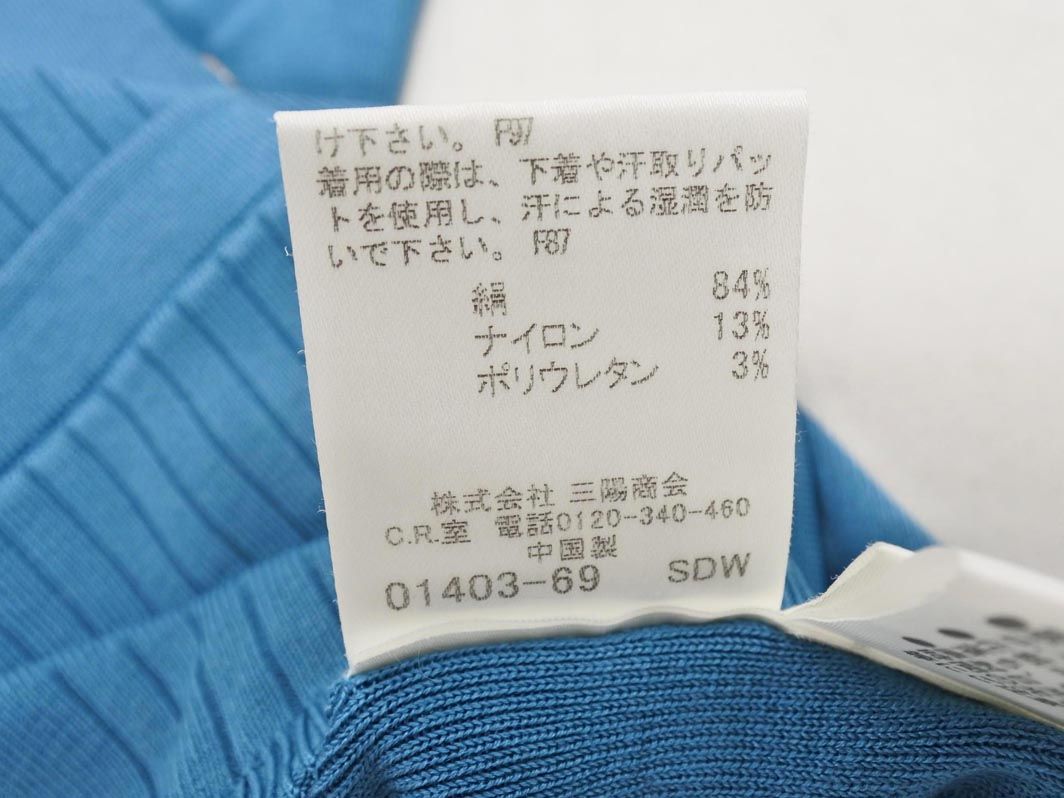 け下さい。 F97
着用の際は、下着や汗取りパッ
トを使用し、汗による湿潤を防
いで下さい。 F87
絹 84%
ナイロン 13%
ポリウレタン 3%
株式会社 三陽商会
C.R.室 電話0120-340-460
中国製
01403-69 SDW